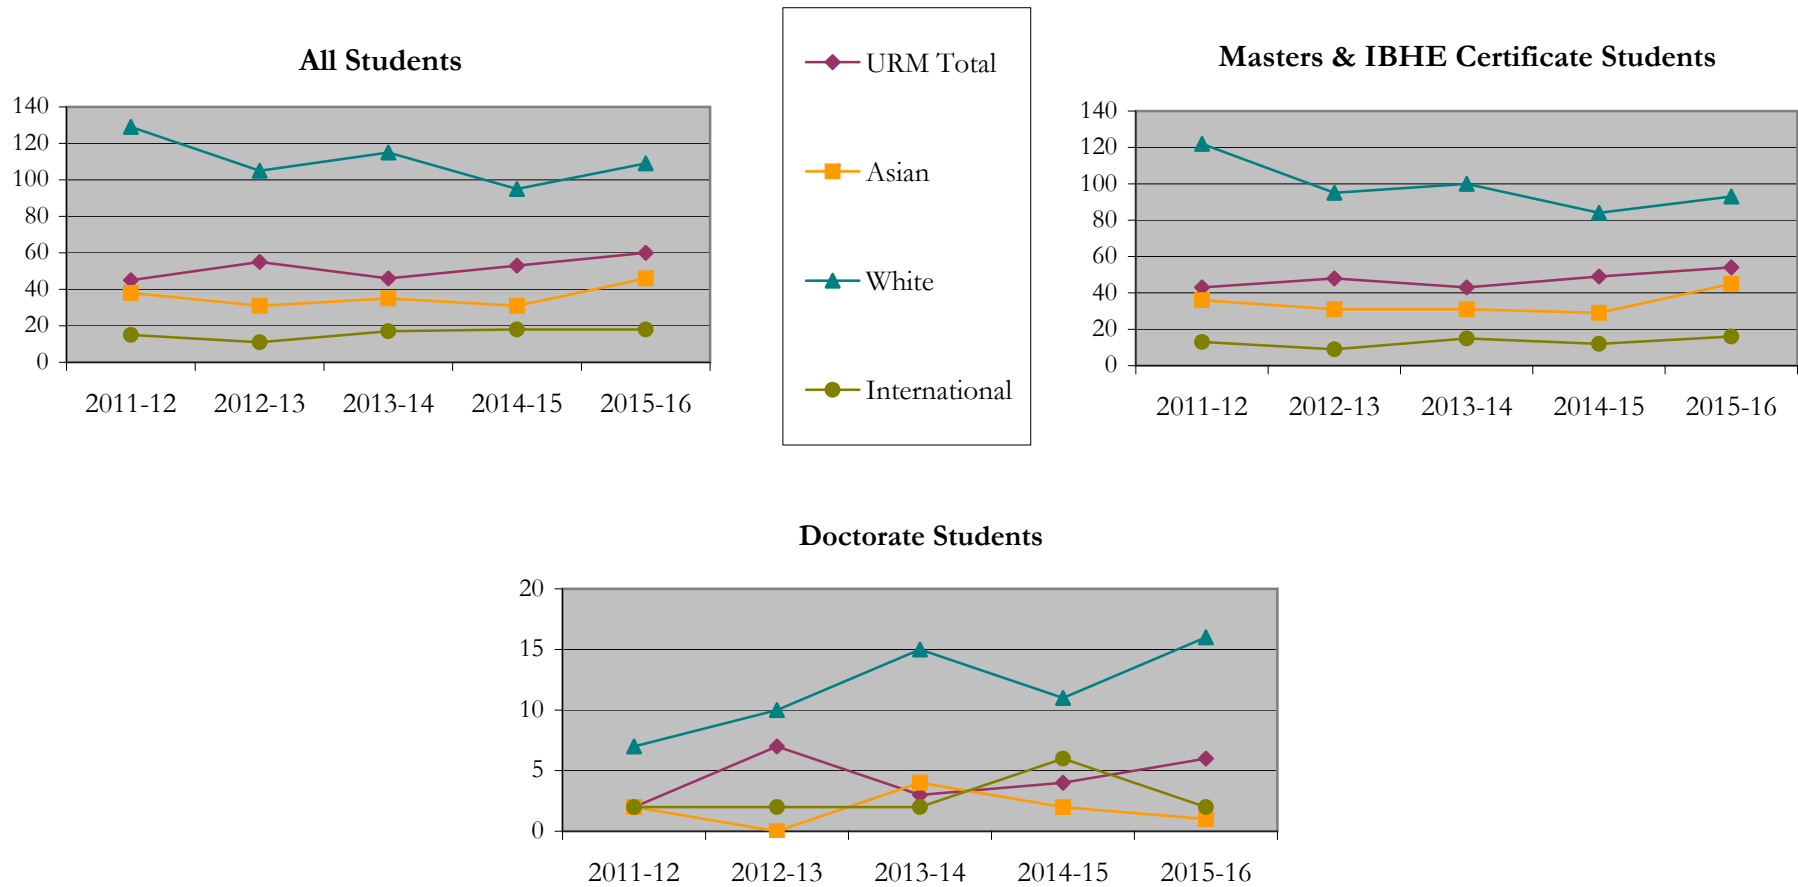 All Students
140
120
100
80
60
40
20
0
2011-12 2012-13 2013-14 2014-15 2015-16
URM Total
Asian
White
International
Masters & IBHE Certificate Students
140
120
100
80
60
40
20
0
2011-12 2012-13 2013-14 2014-15 2015-16
Doctorate Students
20
15
10
5
0
2011-12 2012-13 2013-14 2014-15 2015-16